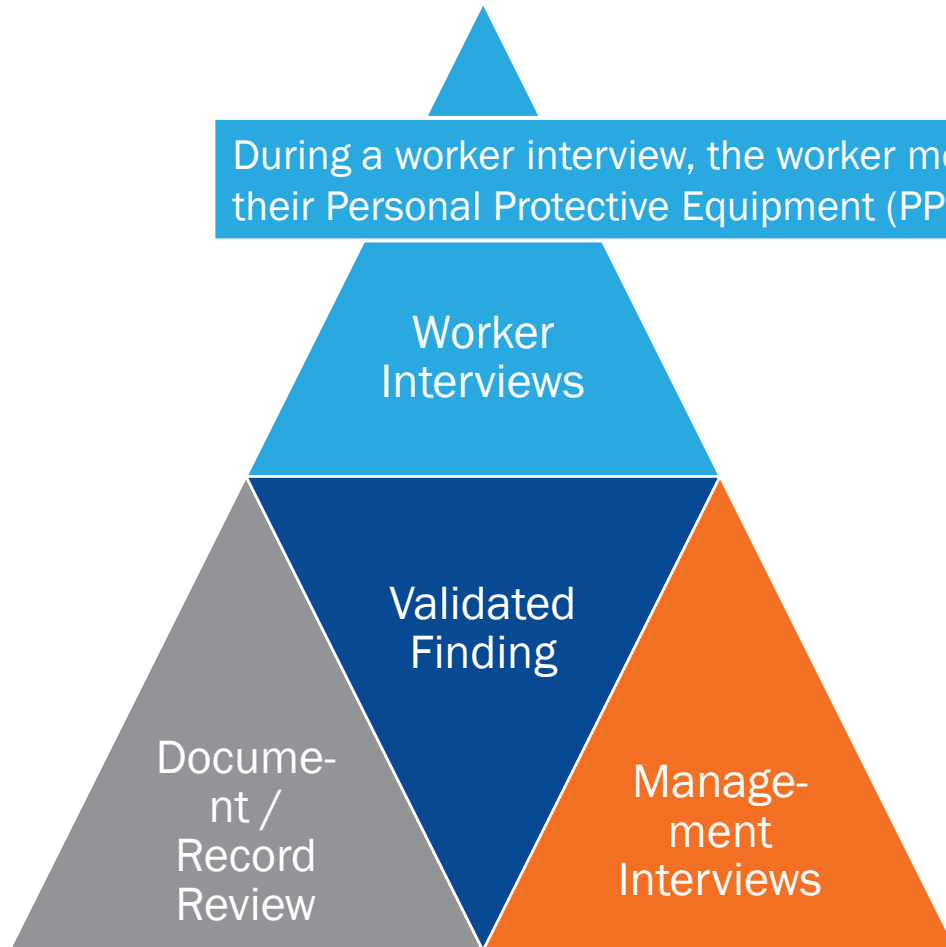 During a worker interview, the worker me
their Personal Protective Equipment (PP
Worker
Interviews
Validated
Finding
Docume-
nt /
Record
Review
Manage-
ment
Interviews